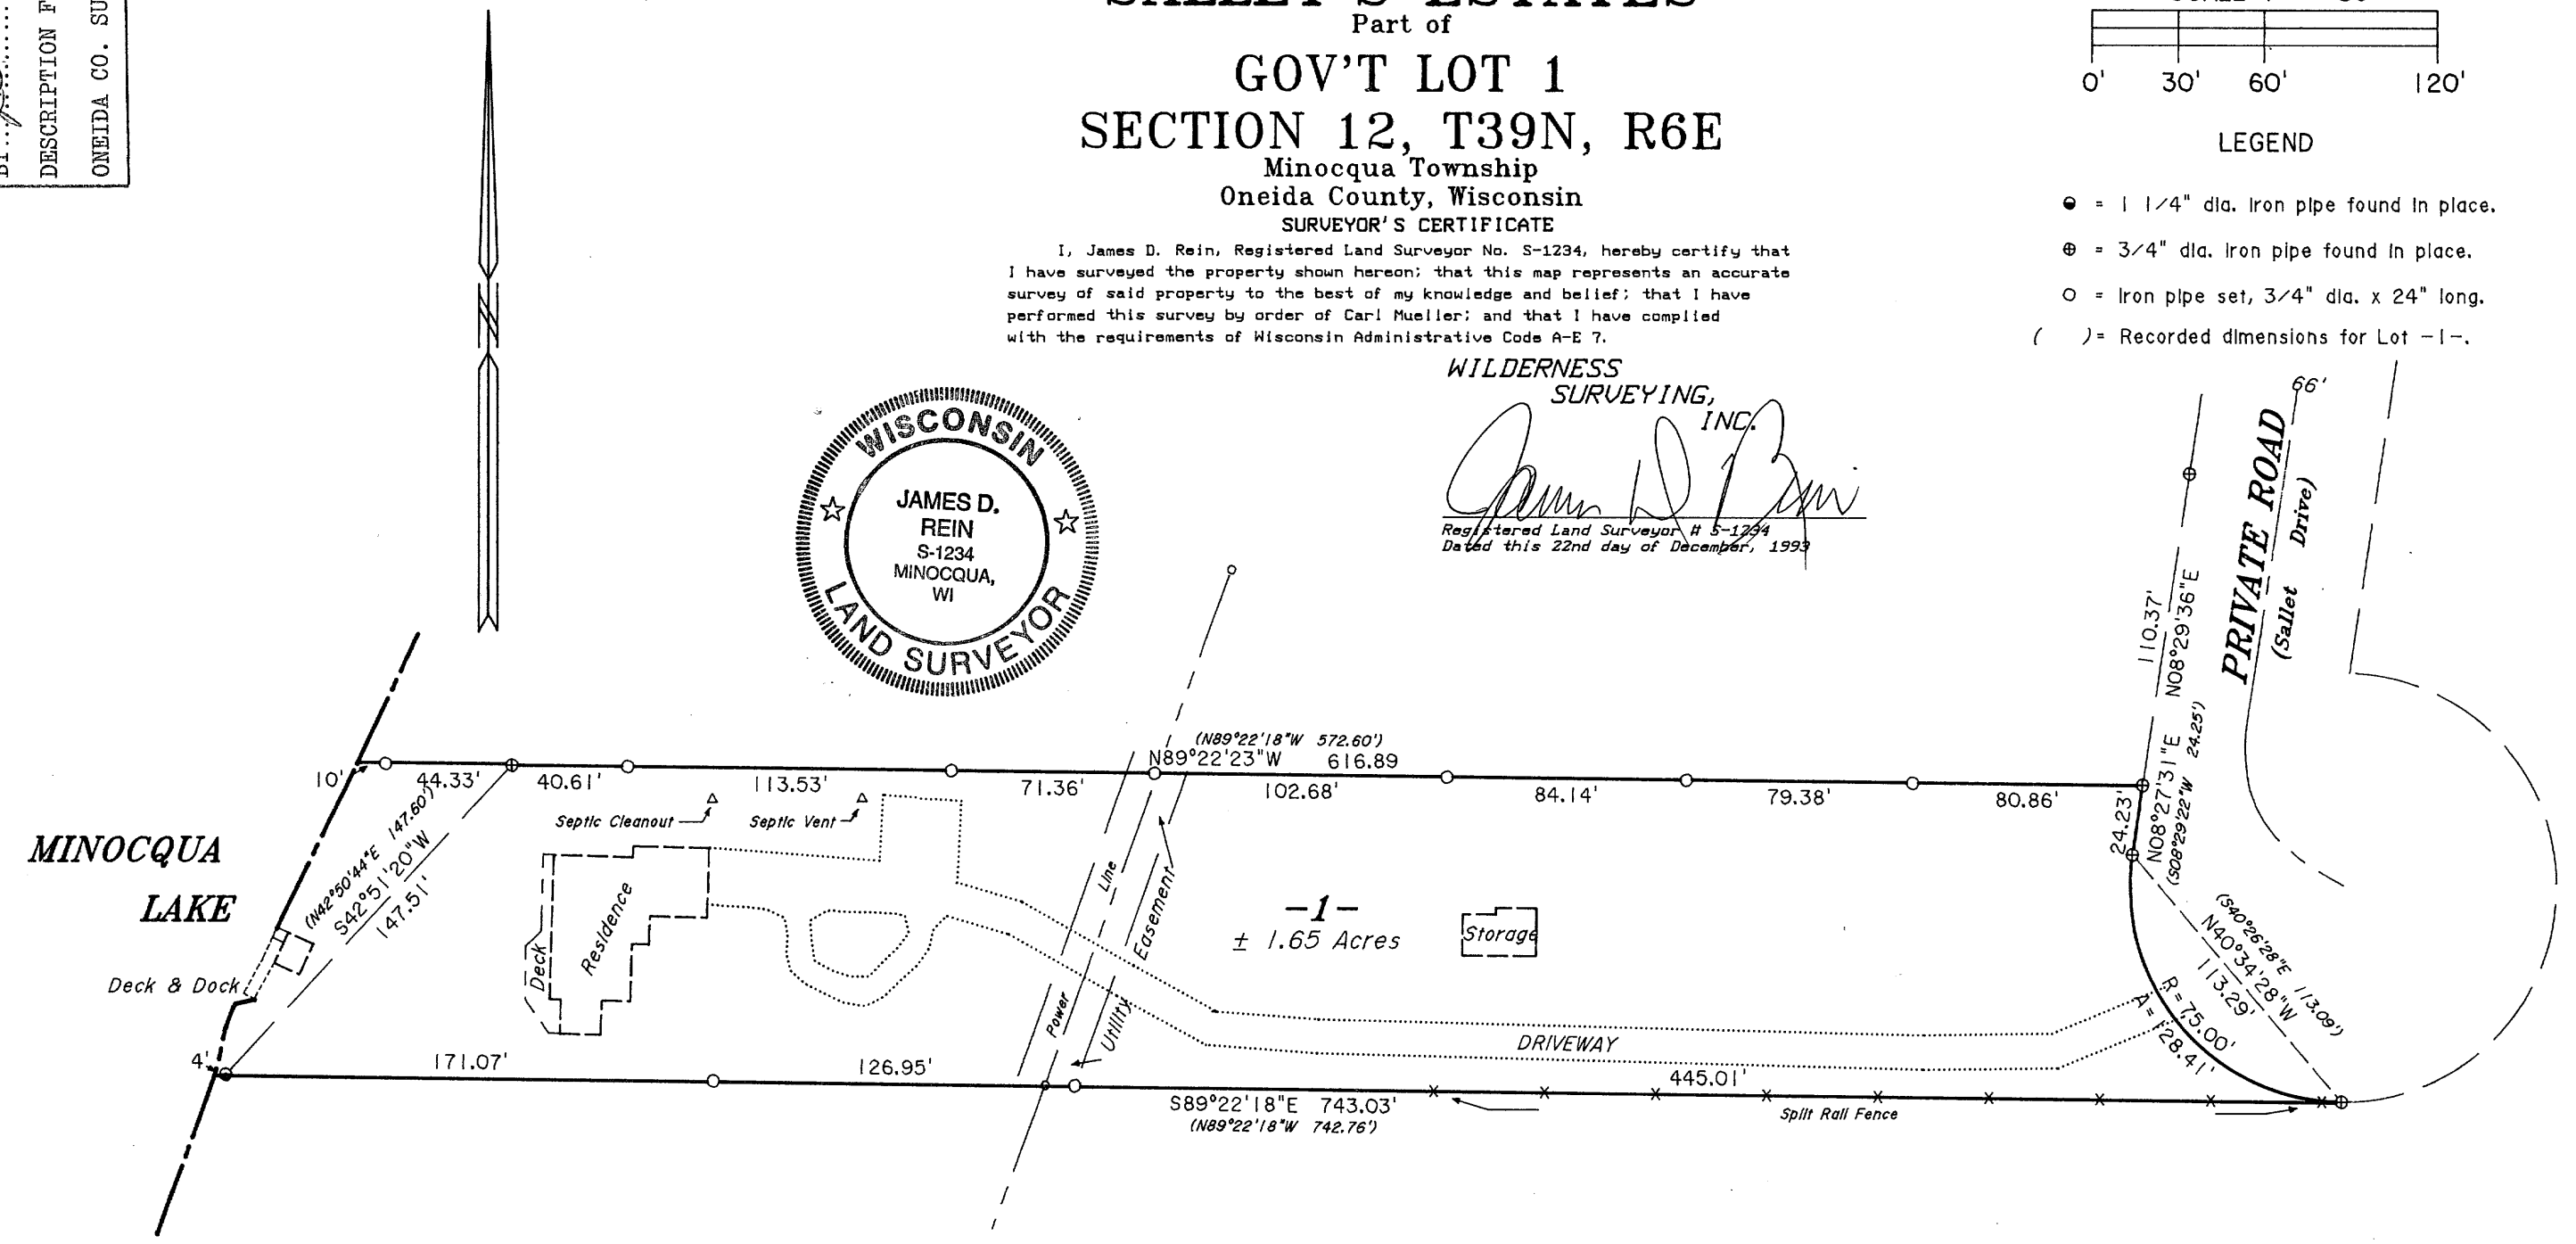 DESCRIPTION F
ONEIDA CO. SU
Part of
GOV'T LOT 1
SECTION 12, T39N, R6E
Minocqua Township
Oneida County, Wisconsin
SURVEYOR'S CERTIFICATE
I, James D. Rein, Registered Land Surveyor No. S-1234, hereby certify that
I have surveyed the property shown hereon; that this map represents an accurate
survey of said property to the best of my knowledge and belief; that I have
performed this survey by order of Carl Mueller; and that I have complied
with the requirements of Wisconsin Administrative Code A-E 7.
WILDERNESS
SURVEYING,
INC.
Registered Land Surveyor # S-1234
Dated this 22nd day of December, 1993
WISCONSIN
LAND SURVEYOR
JAMES D.
REIN
S-1234
MINOCQUA,
WI
0' 30' 60' 120'
LEGEND
= 1 1/4" dia. iron pipe found in place.
= 3/4" dia. iron pipe found in place.
= Iron pipe set, 3/4" dia. x 24" long.
( )= Recorded dimensions for Lot -1-.
66'
PRIVATE ROAD
(Sallet Drive)
110.37'
N08°29'36"E
24.23'
N08°27'31"E
(S08°29'22"W 24.25')
(N89°22'18"W 572.60')
N89°22'23"W 616.89
10'
44.33'
40.61'
113.53'
71.36'
102.68'
84.14'
79.38'
80.86'
Septic Cleanout
Septic Vent
MINOCQUA
LAKE
(N42°50'44"E 147.60')
S42°51'20"W
147.51'
Deck & Dock
Deck
Residence
Power Line
Utility Easement
-1-
± 1.65 Acres
Storage
DRIVEWAY
(S40°26'28"E 113.09')
N40°34'28"W
113.29'
R=75.00'
A=128.41'
4'
171.07'
126.95'
445.01'
S89°22'18"E 743.03'
(N89°22'18"W 742.76')
Split Rail Fence